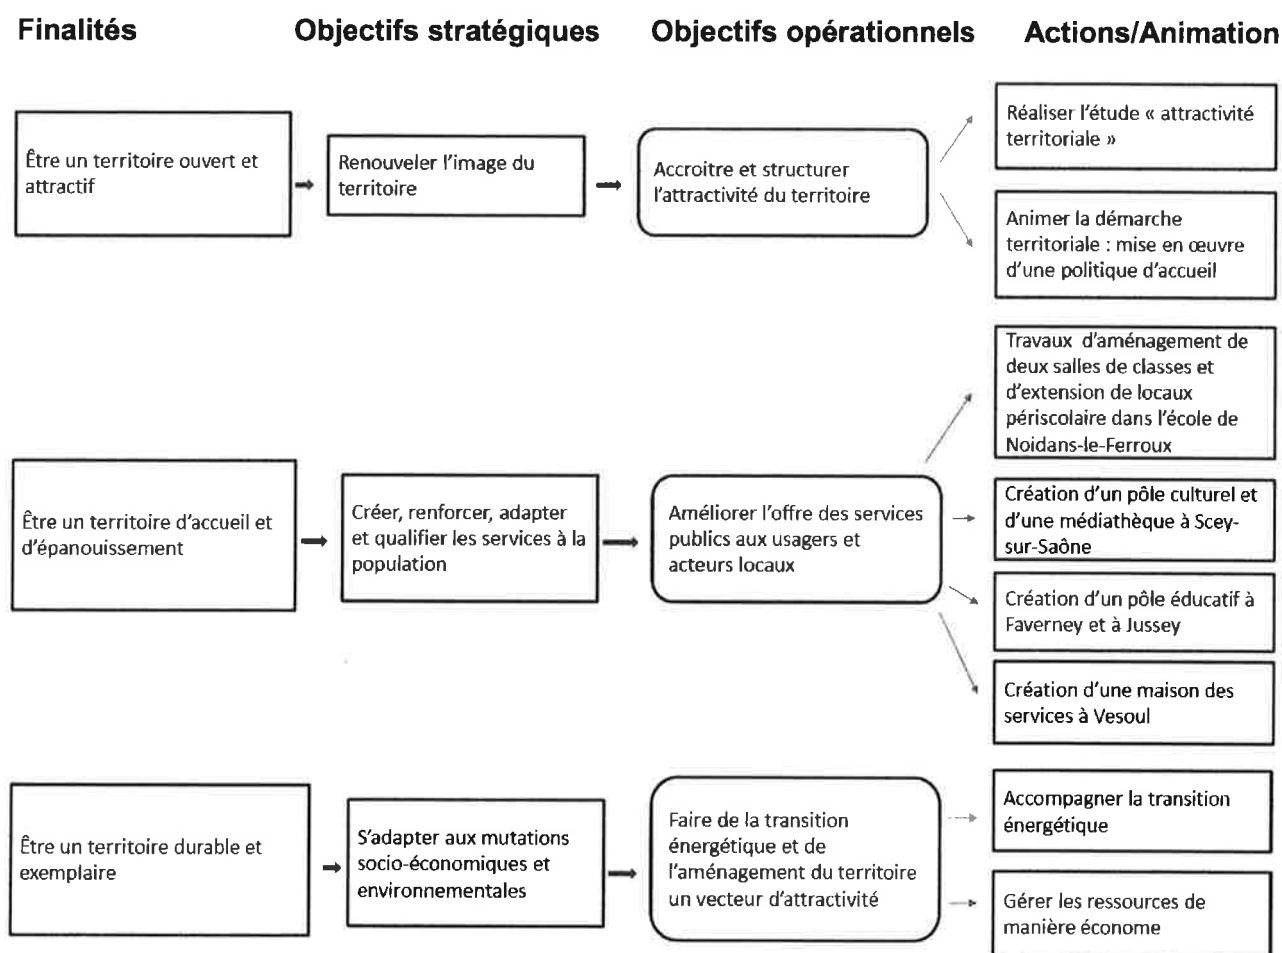 Finalités
Objectifs stratégiques
Objectifs opérationnels
Actions/Animation
Être un territoire ouvert et
attractif
Renouveler l'image du
territoire
Accroitre et structurer
l'attractivité du territoire
Réaliser l'étude « attractivité
territoriale »
Animer la démarche
territoriale : mise en œuvre
d'une politique d'accueil
Être un territoire d'accueil et
d'épanouissement
Créer, renforcer, adapter
et qualifier les services à la
population
Améliorer l'offre des services
publics aux usagers et
acteurs locaux
Travaux d'aménagement de
deux salles de classes et
d'extension de locaux
périscolaire dans l'école de
Noidans-le-Ferroux
Création d'un pôle culturel et
d'une médiathèque à Scey-
sur-Saône
Création d'un pôle éducatif à
Faverney et à Jussey
Création d'une maison des
services à Vesoul
Être un territoire durable et
exemplaire
S'adapter aux mutations
socio-économiques et
environnementales
Faire de la transition
énergétique et de
l'aménagement du territoire
un vecteur d'attractivité
Accompagner la transition
énergétique
Gérer les ressources de
manière économe